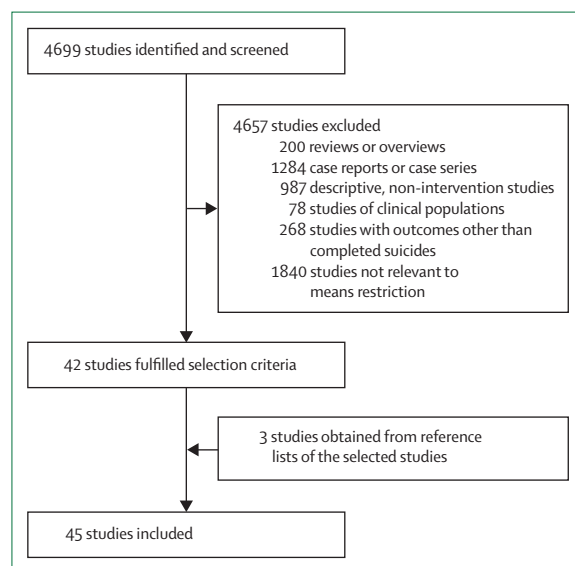 4699 studies identified and screened
4657 studies excluded
200 reviews or overviews
1284 case reports or case series
987 descriptive, non-intervention studies
78 studies of clinical populations
268 studies with outcomes other than
completed suicides
1840 studies not relevant to
means restriction
42 studies fulfilled selection criteria
3 studies obtained from reference
lists of the selected studies
45 studies included